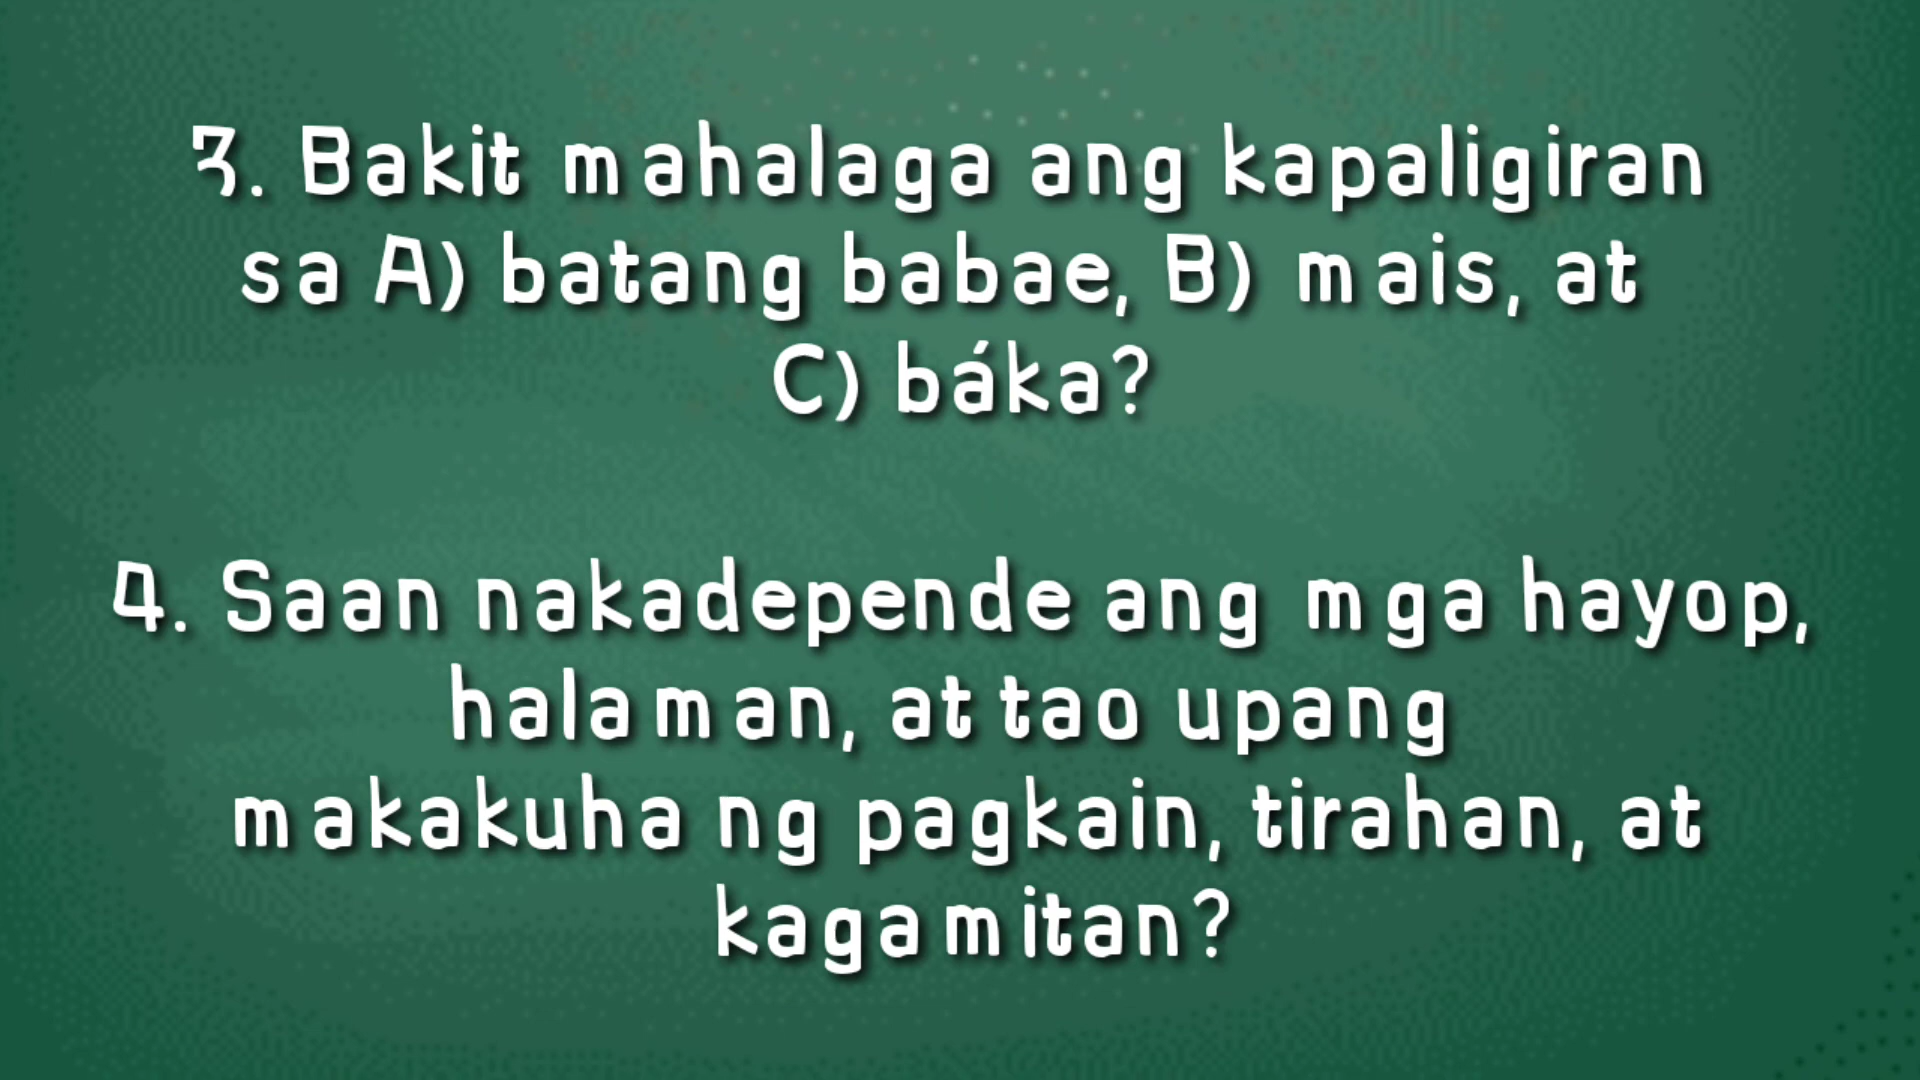 3. Bakit mahalaga ang kapaligiran
sa A) batang babae, B) mais, at
C) báka?
4. Saan nakadepende ang mga hayop,
halaman, at tao upang
makakuha ng pagkain, tirahan, at
kagamitan?